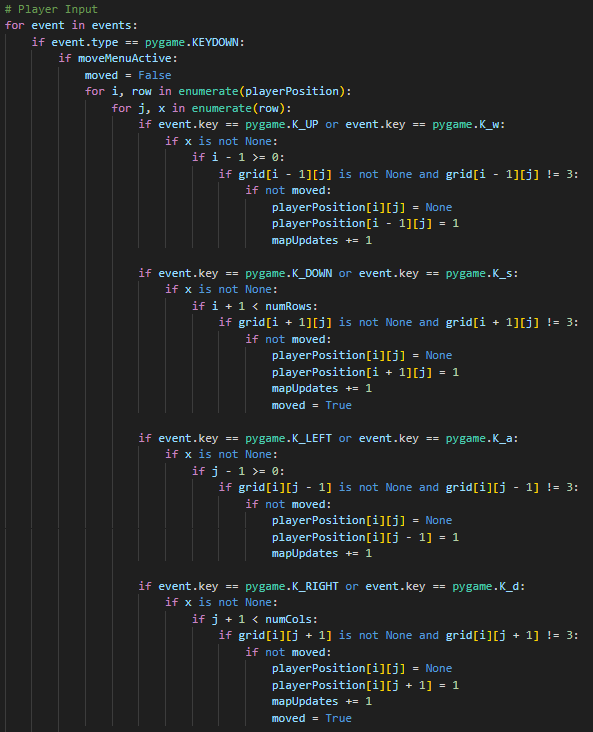 # Player Input
for event in events:
    if event.type == pygame.KEYDOWN:
        if moveMenuActive:
            moved = False
            for i, row in enumerate(playerPosition):
                for j, x in enumerate(row):
                    if event.key == pygame.K_UP or event.key == pygame.K_w:
                        if x is not None:
                            if i - 1 >= 0:
                                if grid[i - 1][j] is not None and grid[i - 1][j] != 3:
                                    if not moved:
                                        playerPosition[i][j] = None
                                        playerPosition[i - 1][j] = 1
                                        mapUpdates += 1

                    if event.key == pygame.K_DOWN or event.key == pygame.K_s:
                        if x is not None:
                            if i + 1 < numRows:
                                if grid[i + 1][j] is not None and grid[i + 1][j] != 3:
                                    if not moved:
                                        playerPosition[i][j] = None
                                        playerPosition[i + 1][j] = 1
                                        mapUpdates += 1
                                        moved = True

                    if event.key == pygame.K_LEFT or event.key == pygame.K_a:
                        if x is not None:
                            if j - 1 >= 0:
                                if grid[i][j - 1] is not None and grid[i][j - 1] != 3:
                                    if not moved:
                                        playerPosition[i][j] = None
                                        playerPosition[i][j - 1] = 1
                                        mapUpdates += 1

                    if event.key == pygame.K_RIGHT or event.key == pygame.K_d:
                        if x is not None:
                            if j + 1 < numCols:
                                if grid[i][j + 1] is not None and grid[i][j + 1] != 3:
                                    if not moved:
                                        playerPosition[i][j] = None
                                        playerPosition[i][j + 1] = 1
                                        mapUpdates += 1
                                        moved = True